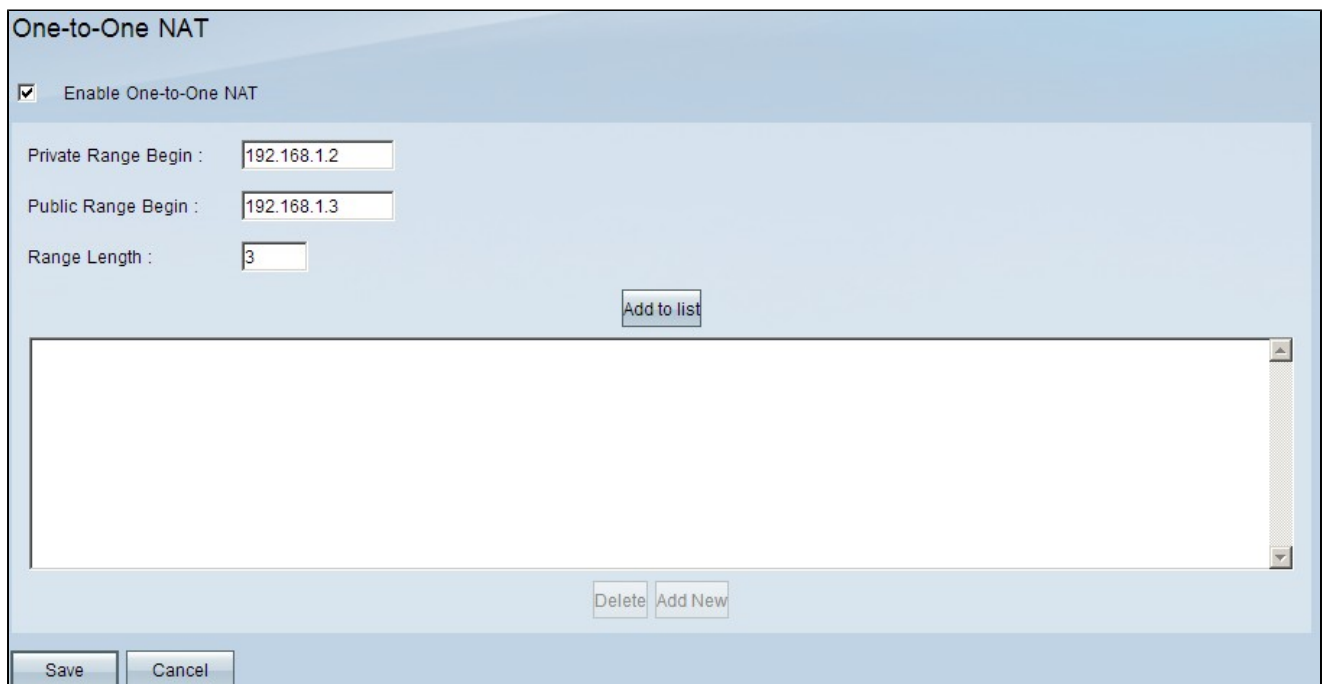 One-to-One NAT
Enable One-to-One NAT
Private Range Begin : 192.168.1.2
Public Range Begin : 192.168.1.3
Range Length : 3
Add to list
Delete Add New
Save Cancel